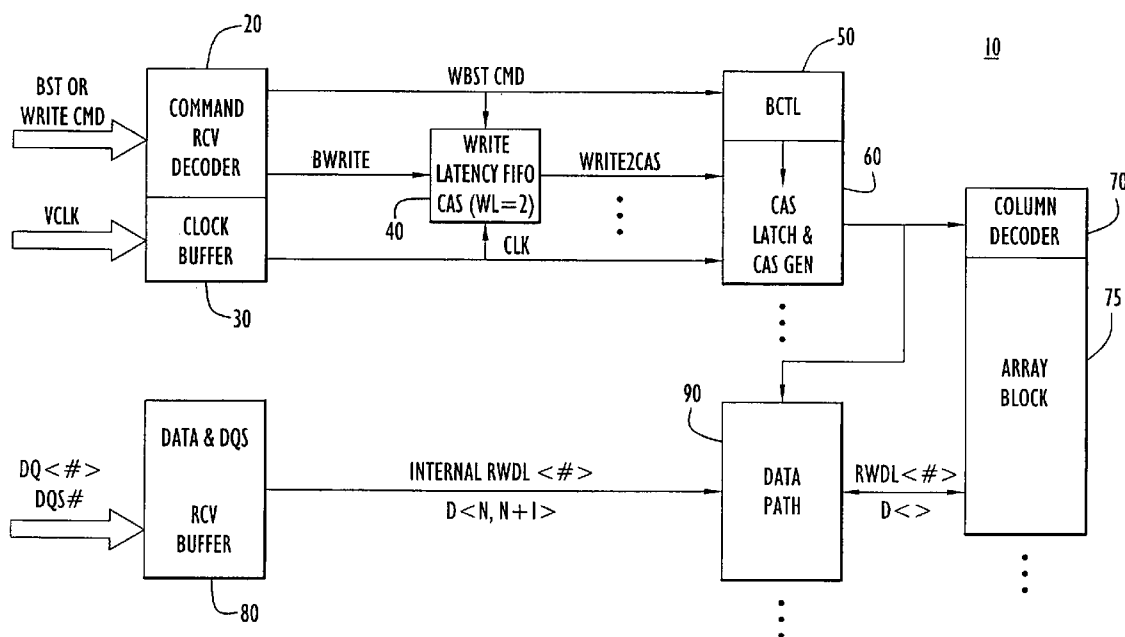 20
50
10
BST OR
WRITE CMD
COMMAND
RCV
DECODER
WBST CMD
BCTL
BWRITE
WRITE
LATENCY FIFO
CAS (WL=2)
40
WRITE2CAS
60
CAS
LATCH &
CAS GEN
VCLK
CLOCK
BUFFER
30
CLK
COLUMN
DECODER
70
75
ARRAY
BLOCK
90
DATA & DQS
RCV
BUFFER
80
DQ<#>
DQS#
INTERNAL RWDL <#>
D<N, N+1>
DATA
PATH
RWDL<#>
D<>